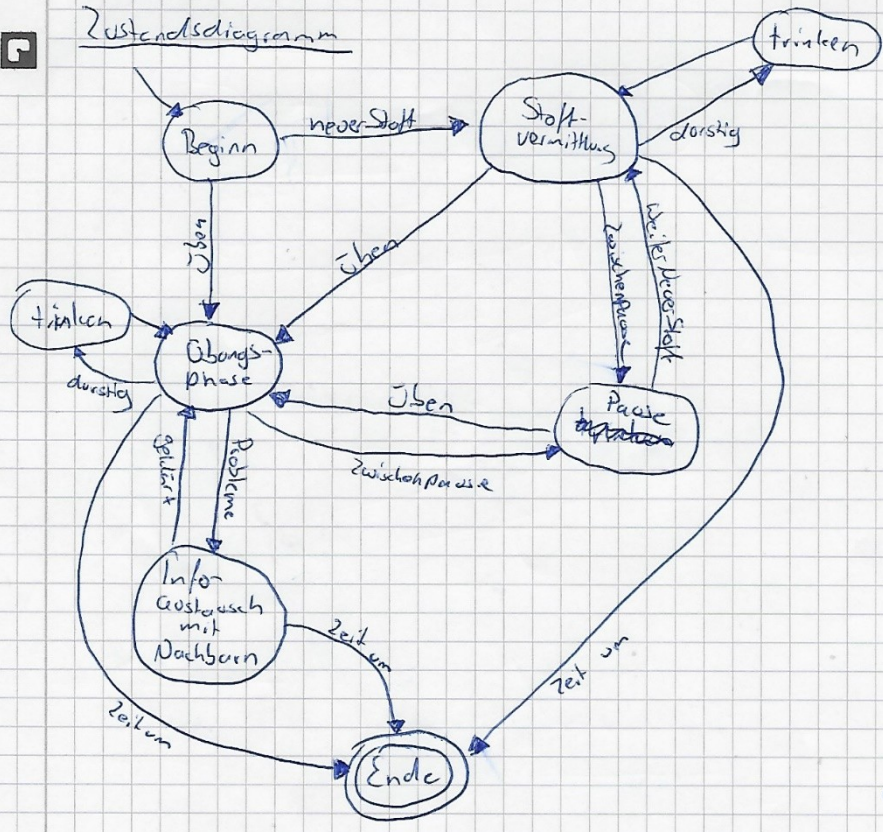 Zustandsdiagramm
trinken
Beginn
neuer Stoff
Stoff-
vermittlung
durstig
Üben
Üben
Zwischenpause
Weiter Neuer Stoff
trinken
Übungs-
phase
durstig
Üben
Pause
Zwischenpause
geklärt
Probleme
Info-
austausch
mit
Nachbarn
Zeit um
Zeit um
Zeit um
Ende